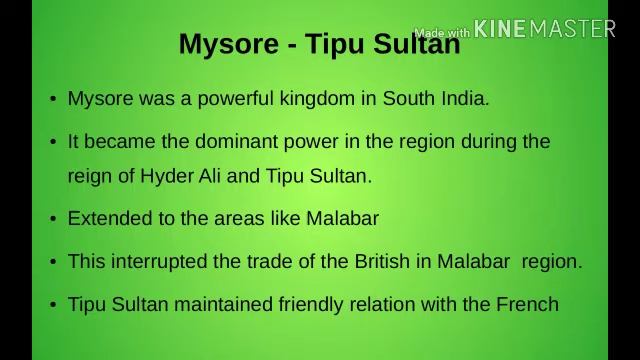 Made with KINEMASTER
Mysore - Tipu Sultan
• Mysore was a powerful kingdom in South India.
• It became the dominant power in the region during the
reign of Hyder Ali and Tipu Sultan.
• Extended to the areas like Malabar
• This interrupted the trade of the British in Malabar  region.
• Tipu Sultan maintained friendly relation with the French